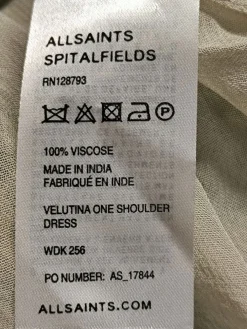 ALLSAINTS
SPITALFIELDS
RN128793
P
100% VISCOSE
MADE IN INDIA
FABRIQUÉ EN INDE
VELUTINA ONE SHOULDER
DRESS
WDK 256
PO NUMBER: AS_17844
ALLSAINTS.COM